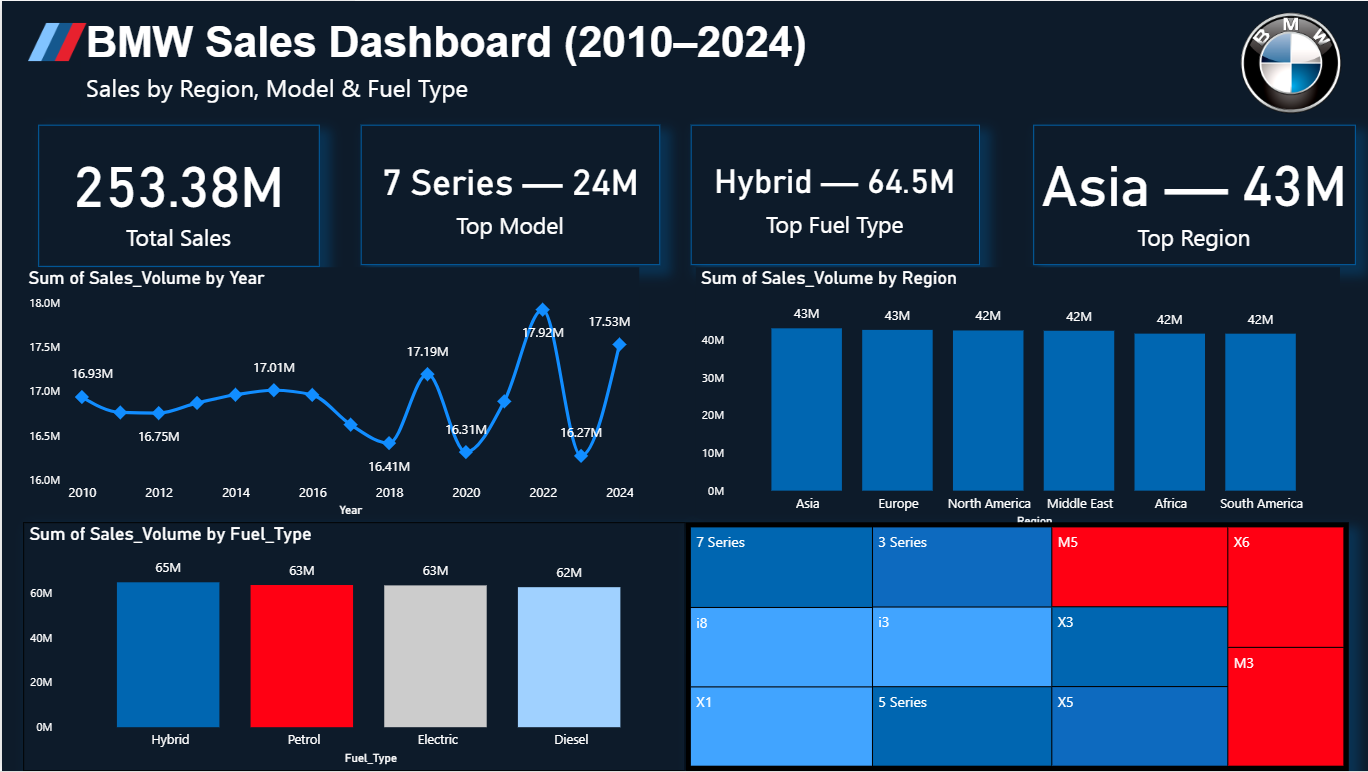 BMW Sales Dashboard (2010–2024)
Sales by Region, Model & Fuel Type
BMW
253.38M
Total Sales
7 Series — 24M
Top Model
Hybrid — 64.5M
Top Fuel Type
Asia — 43M
Top Region
Sum of Sales_Volume by Year
18.0M
17.5M
17.0M
16.5M
16.0M
16.93M
16.75M
17.01M
16.41M
17.19M
16.31M
17.92M
16.27M
17.53M
2010 2012 2014 2016 2018 2020 2022 2024
Year
Sum of Sales_Volume by Region
43M 43M 42M 42M 42M 42M
40M
30M
20M
10M
0M
Asia Europe North America Middle East Africa South America
Region
Sum of Sales_Volume by Fuel_Type
65M 63M 63M 62M
60M
40M
20M
0M
Hybrid Petrol Electric Diesel
Fuel_Type
7 Series 3 Series M5 X6
i8 i3 X3
M3
X1 5 Series X5